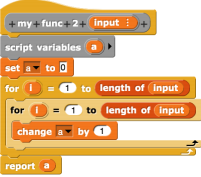 + my + func + 2 + input ⋮ +
script variables a
set a to 0
for i = 1 to length of input
for i = 1 to length of input
change a by 1
report a